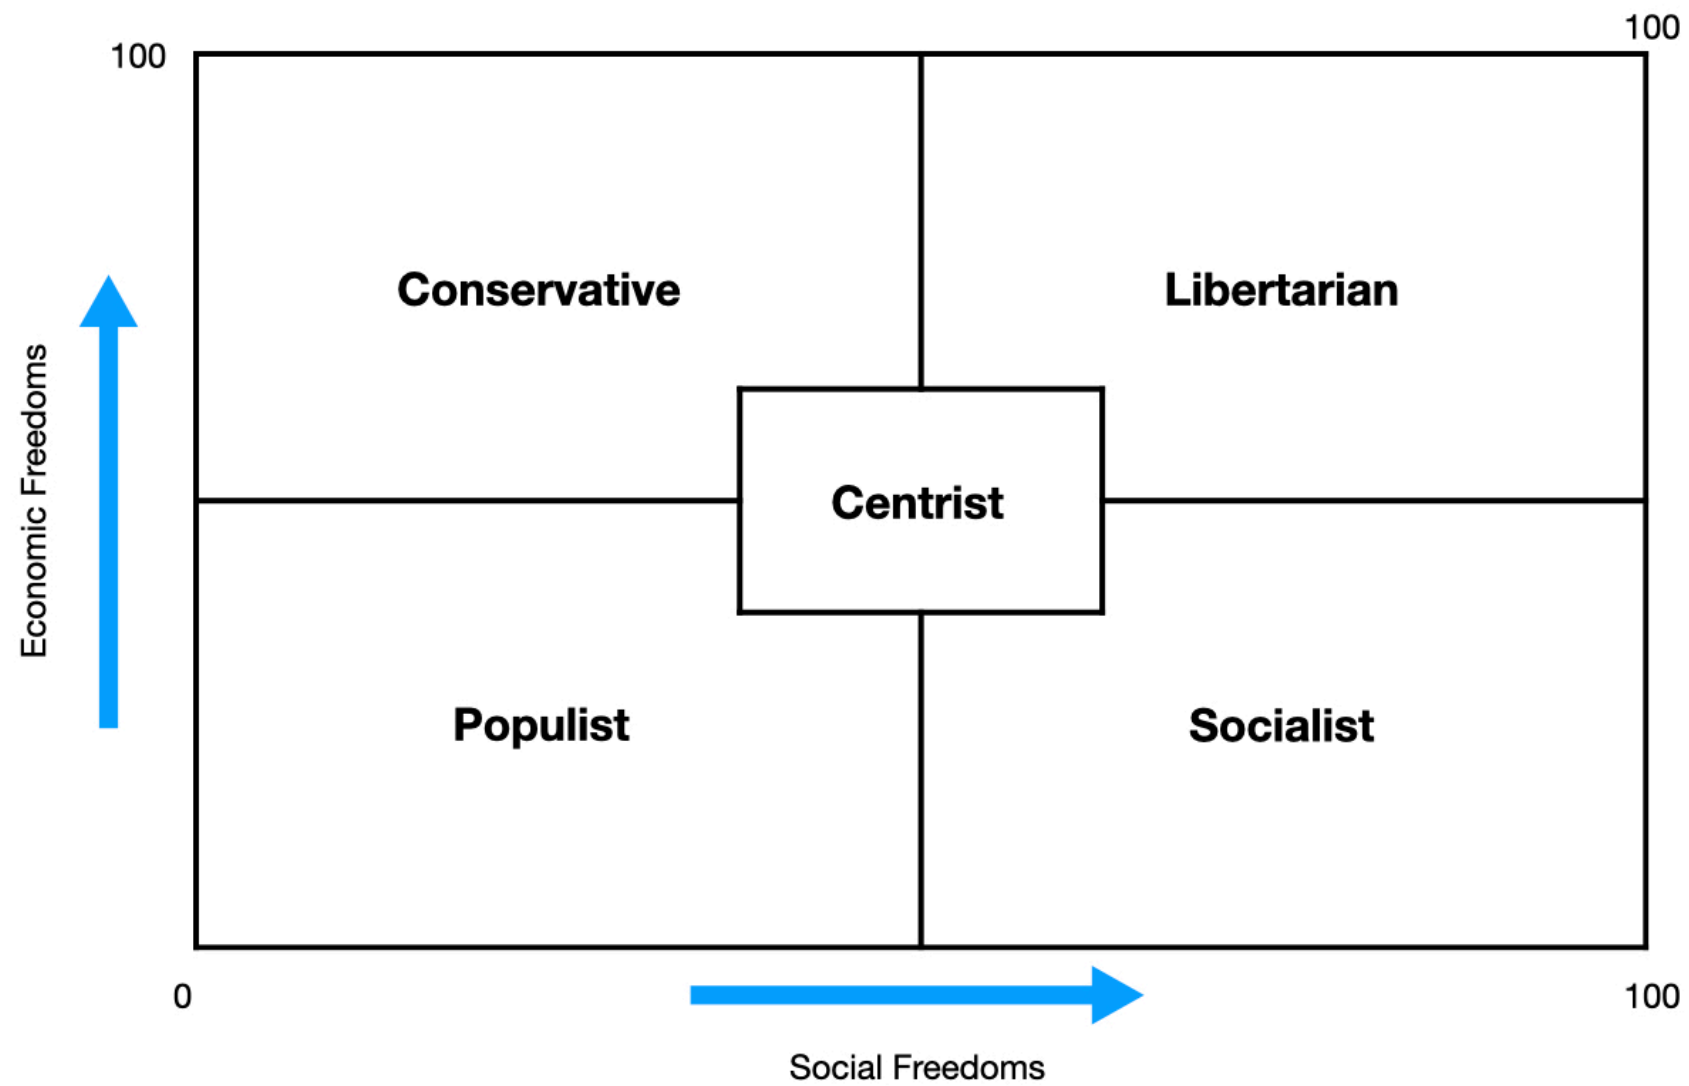 100
100
Conservative
Libertarian
Economic Freedoms
Centrist
Populist
Socialist
0
100
Social Freedoms